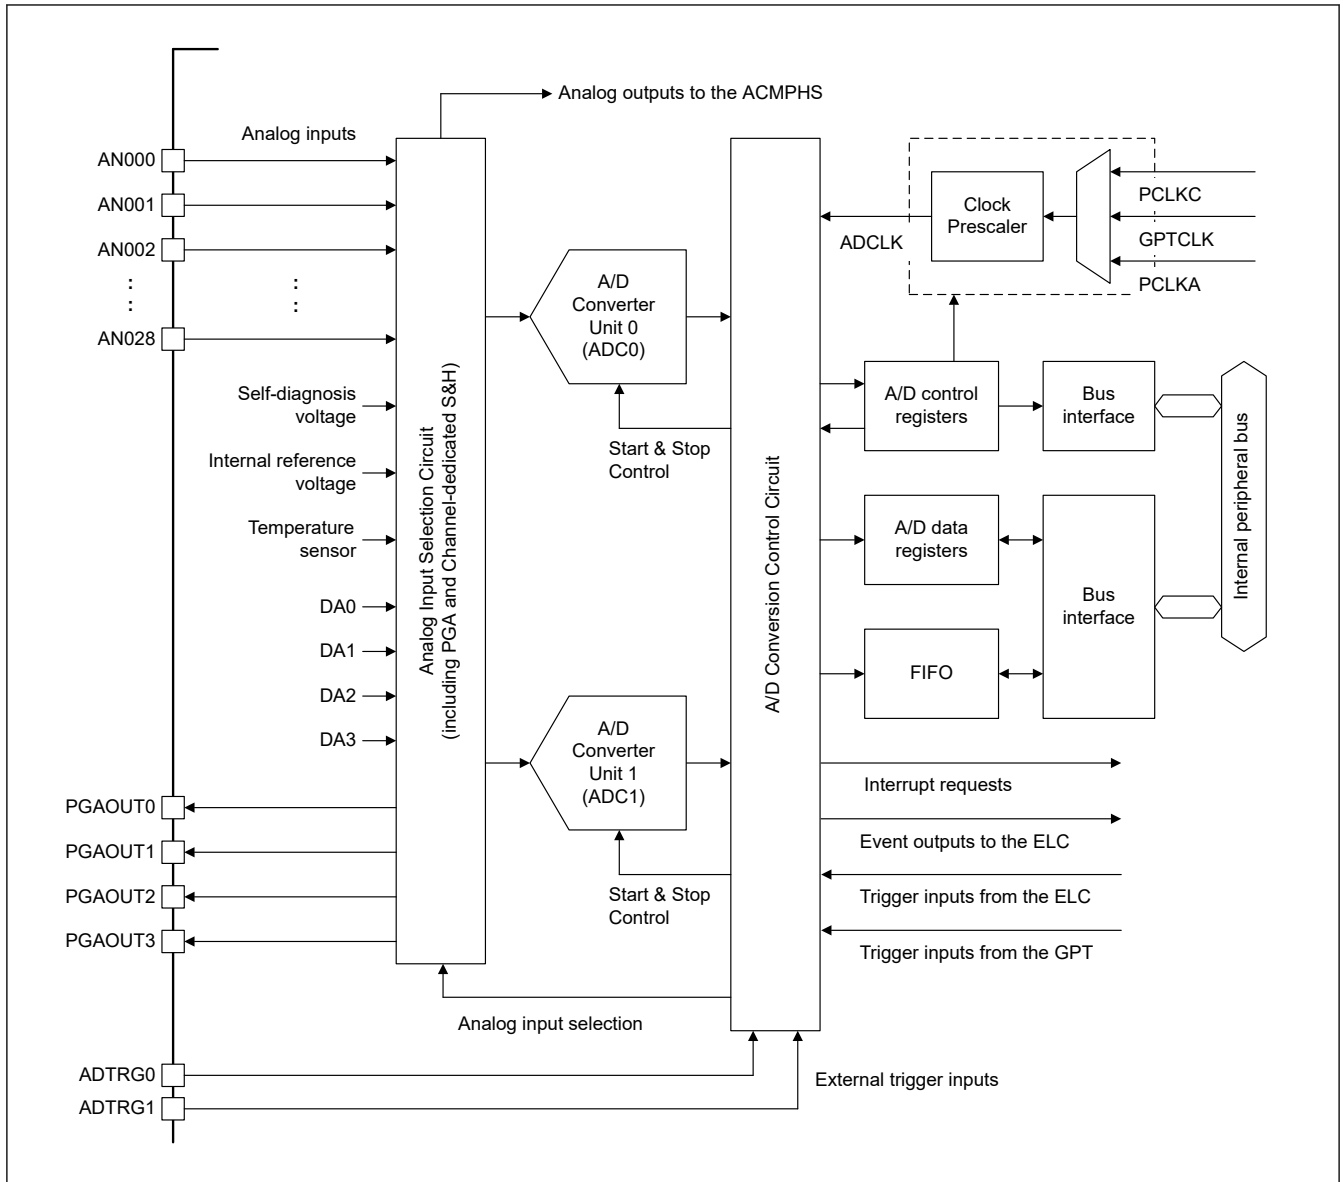 Analog outputs to the ACMPHS
Analog inputs
AN000
AN001
AN002
AN028
Self-diagnosis
voltage
Internal reference
voltage
Temperature
sensor
DA0
DA1
DA2
DA3
PGAOUT0
PGAOUT1
PGAOUT2
PGAOUT3
ADTRG0
ADTRG1
Analog Input Selection Circuit
(including PGA and Channel-dedicated S&H)
A/D
Converter
Unit 0
(ADC0)
Start & Stop
Control
A/D
Converter
Unit 1
(ADC1)
Start & Stop
Control
Analog input selection
A/D Conversion Control Circuit
ADCLK
Clock
Prescaler
PCLKC
GPTCLK
PCLKA
A/D control
registers
Bus
interface
A/D data
registers
FIFO
Bus
interface
Internal peripheral bus
Interrupt requests
Event outputs to the ELC
Trigger inputs from the ELC
Trigger inputs from the GPT
External trigger inputs